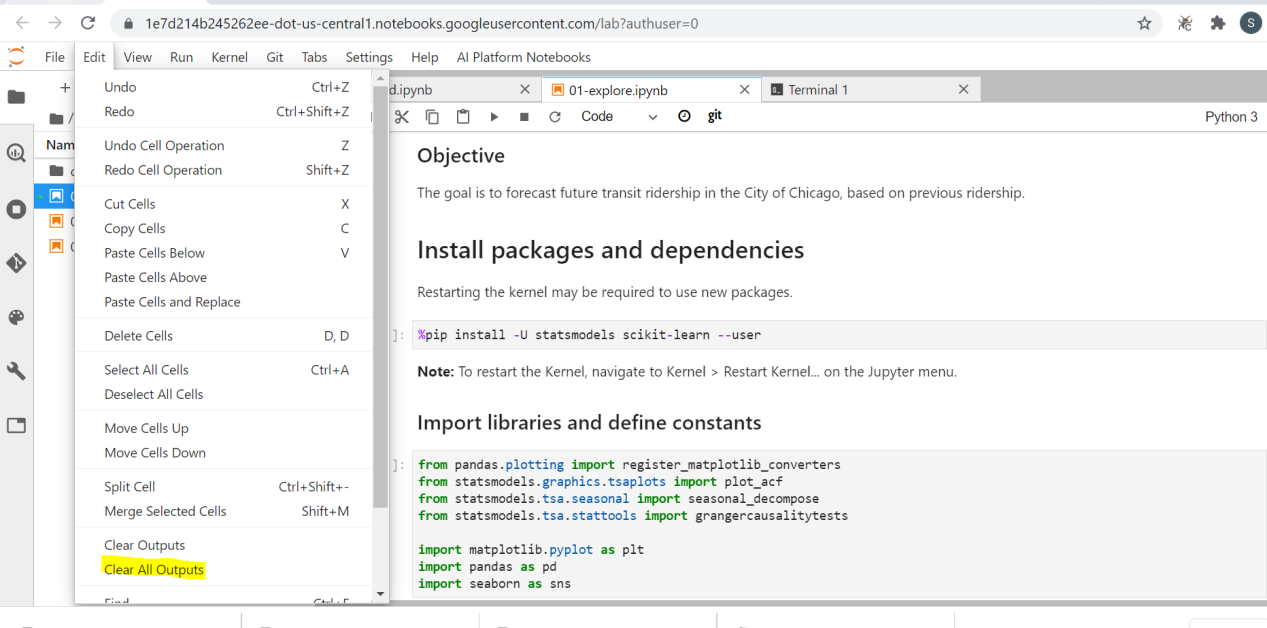 1e7d214b245262ee-dot-us-central1.notebooks.googleusercontent.com/lab?authuser=0
S
File Edit View Run Kernel Git Tabs Settings Help AI Platform Notebooks
d.ipynb
01-explore.ipynb
Terminal 1
Code
git
Python 3
+
/
Nam
Undo Ctrl+Z
Redo Ctrl+Shift+Z
Undo Cell Operation Z
Redo Cell Operation Shift+Z
Cut Cells X
Copy Cells C
Paste Cells Below V
Paste Cells Above
Paste Cells and Replace
Delete Cells D, D
Select All Cells Ctrl+A
Deselect All Cells
Move Cells Up
Move Cells Down
Split Cell Ctrl+Shift+-
Merge Selected Cells Shift+M
Clear Outputs
Clear All Outputs
Find Ctrl+F
Objective
The goal is to forecast future transit ridership in the City of Chicago, based on previous ridership.
Install packages and dependencies
Restarting the kernel may be required to use new packages.
]: %pip install -U statsmodels scikit-learn --user
Note: To restart the Kernel, navigate to Kernel > Restart Kernel... on the Jupyter menu.
Import libraries and define constants
]: from pandas.plotting import register_matplotlib_converters
from statsmodels.graphics.tsaplots import plot_acf
from statsmodels.tsa.seasonal import seasonal_decompose
from statsmodels.tsa.stattools import grangercausalitytests
import matplotlib.pyplot as plt
import pandas as pd
import seaborn as sns